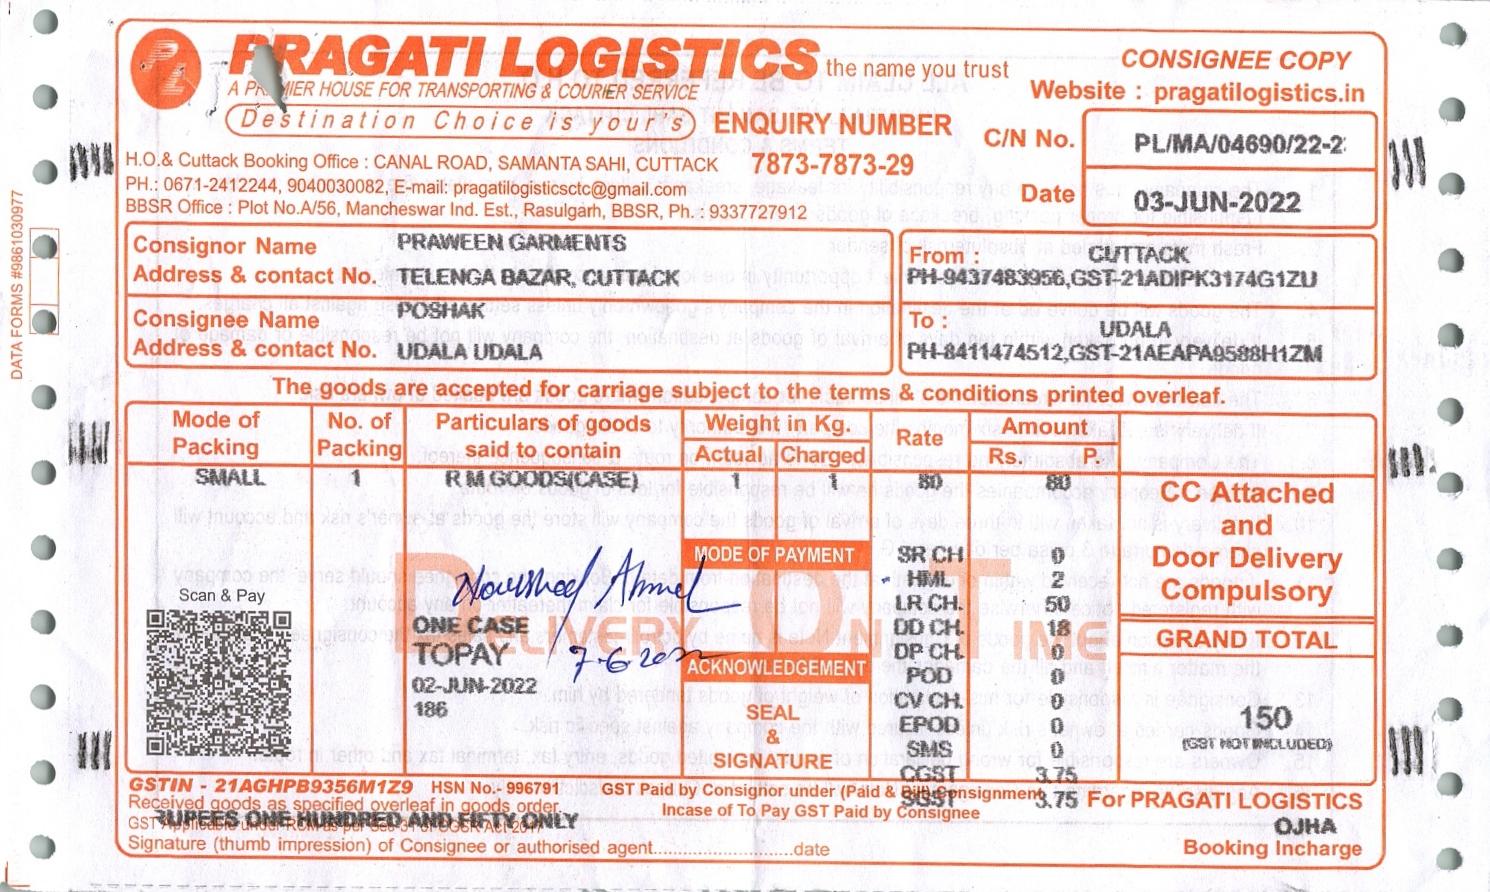 PRAGATI LOGISTICS the name you trust
A PREMIER HOUSE FOR TRANSPORTING & COURIER SERVICE
Destination Choice is your's
ENQUIRY NUMBER
7873-7873-29
CONSIGNEE COPY
Website : pragatilogistics.in
C/N No. PL/MA/04690/22-2
Date 03-JUN-2022
H.O.& Cuttack Booking Office : CANAL ROAD, SAMANTA SAHI, CUTTACK
PH.: 0671-2412244, 9040030082, E-mail: pragatilogisticsctc@gmail.com
BBSR Office : Plot No.A/56, Mancheswar Ind. Est., Rasulgarh, BBSR, Ph.: 9337727912
DATA FORMS #9861030977
Consignor Name PRAWEEN GARMENTS
Address & contact No. TELENGA BAZAR, CUTTACK
From : CUTTACK
PH-9437483956,GST-21ADIPK3174G1ZU
Consignee Name POSHAK
Address & contact No. UDALA UDALA
To : UDALA
PH-8411474512,GST-21AEAPA9588H1ZM
The goods are accepted for carriage subject to the terms & conditions printed overleaf.
Mode of Packing No. of Packing Particulars of goods said to contain Weight in Kg. Actual Charged Rate Amount Rs. P.
SMALL 1 R M GOODS(CASE) 1 1 80 80
CC Attached
and
Door Delivery
Compulsory
GRAND TOTAL
150
(GST NOT INCLUDED)
Scan & Pay
DELIVERY ON TIME
Ahmed
7-6-2022
ONE CASE
TOPAY
02-JUN-2022
186
MODE OF PAYMENT
ACKNOWLEDGEMENT
SEAL
&
SIGNATURE
SR CH 0
HML 2
LR CH. 50
DD CH. 18
DP CH. 0
POD 0
CV CH. 0
EPOD 0
SMS 0
CGST 3.75
SGST 3.75
GSTIN - 21AGHPB9356M1Z9 HSN No.- 996791 GST Paid by Consignor under (Paid & Bill) Consignment
Incase of To Pay GST Paid by Consignee
Received goods as specified overleaf in goods order.
RUPEES ONE HUNDRED AND FIFTY ONLY
Signature (thumb impression) of Consignee or authorised agent..............................date
For PRAGATI LOGISTICS
OJHA
Booking Incharge